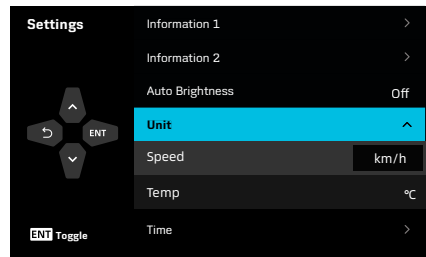 Settings
Information 1
Information 2
Auto Brightness Off
Unit
Speed km/h
Temp ℃
Time
ENT
ENT Toggle